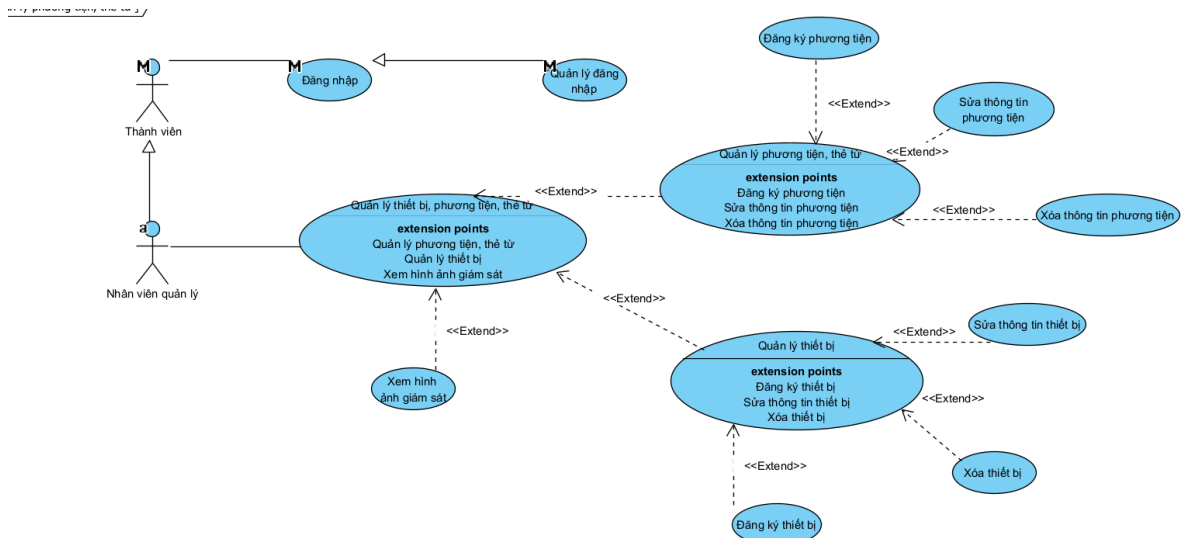 lý phương tiện, thẻ từ ]
Đăng ký phương tiện
M
M
Đăng nhập
M
Quản lý đăng
nhập
Thành viên
<<Extend>>
Sửa thông tin
phương tiện
<<Extend>>
Quản lý phương tiện, thẻ từ
extension points
Đăng ký phương tiện
Sửa thông tin phương tiện
Xóa thông tin phương tiện
<<Extend>>
Xóa thông tin phương tiện
<<Extend>>
Quản lý thiết bị, phương tiện, thẻ từ
extension points
Quản lý phương tiện, thẻ từ
Quản lý thiết bị
Xem hình ảnh giám sát
a
Nhân viên quản lý
<<Extend>>
<<Extend>>
Xem hình
ảnh giám sát
<<Extend>>
Sửa thông tin thiết bị
Quản lý thiết bị
extension points
Đăng ký thiết bị
Sửa thông tin thiết bị
Xóa thiết bị
<<Extend>>
Xóa thiết bị
<<Extend>>
Đăng ký thiết bị